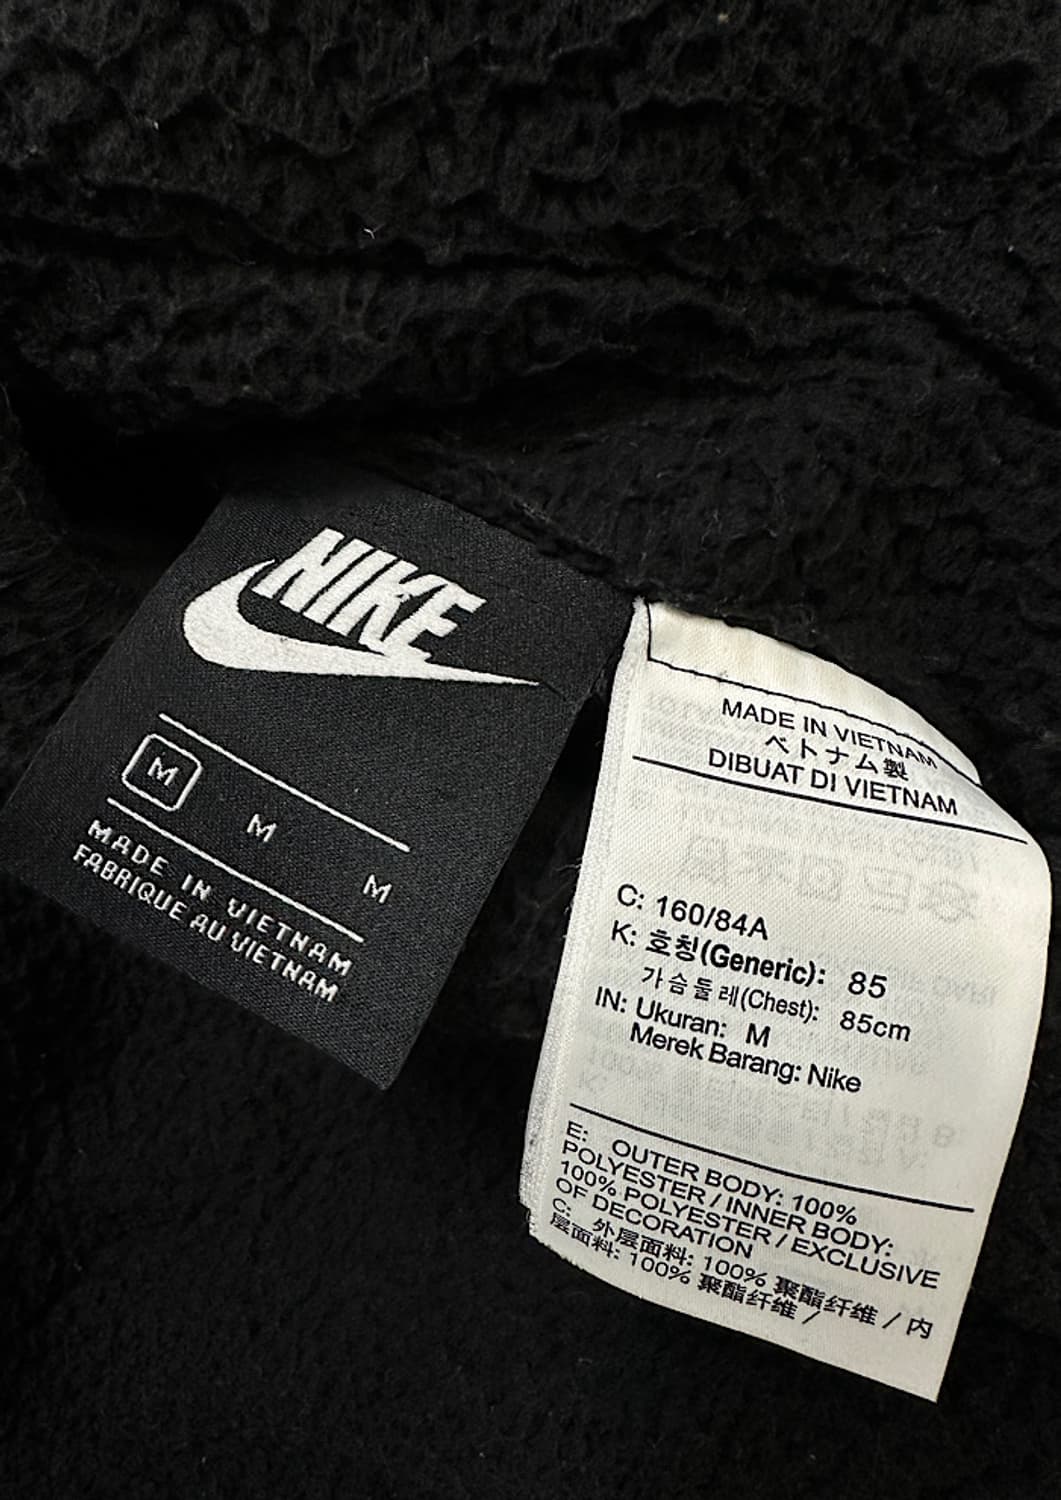 NIKE
M M M
MADE IN VIETNAM
FABRIQUE AU VIETNAM
MADE IN VIETNAM
ベトナム製
DIBUAT DI VIETNAM
C: 160/84A
K: 호칭(Generic): 85
가슴둘레(Chest): 85cm
IN: Ukuran: M
Merek Barang: Nike
E: OUTER BODY: 100%
POLYESTER / INNER BODY:
100% POLYESTER / EXCLUSIVE
OF DECORATION
C: 外层面料: 100% 聚酯纤维 / 内
层面料: 100% 聚酯纤维 /